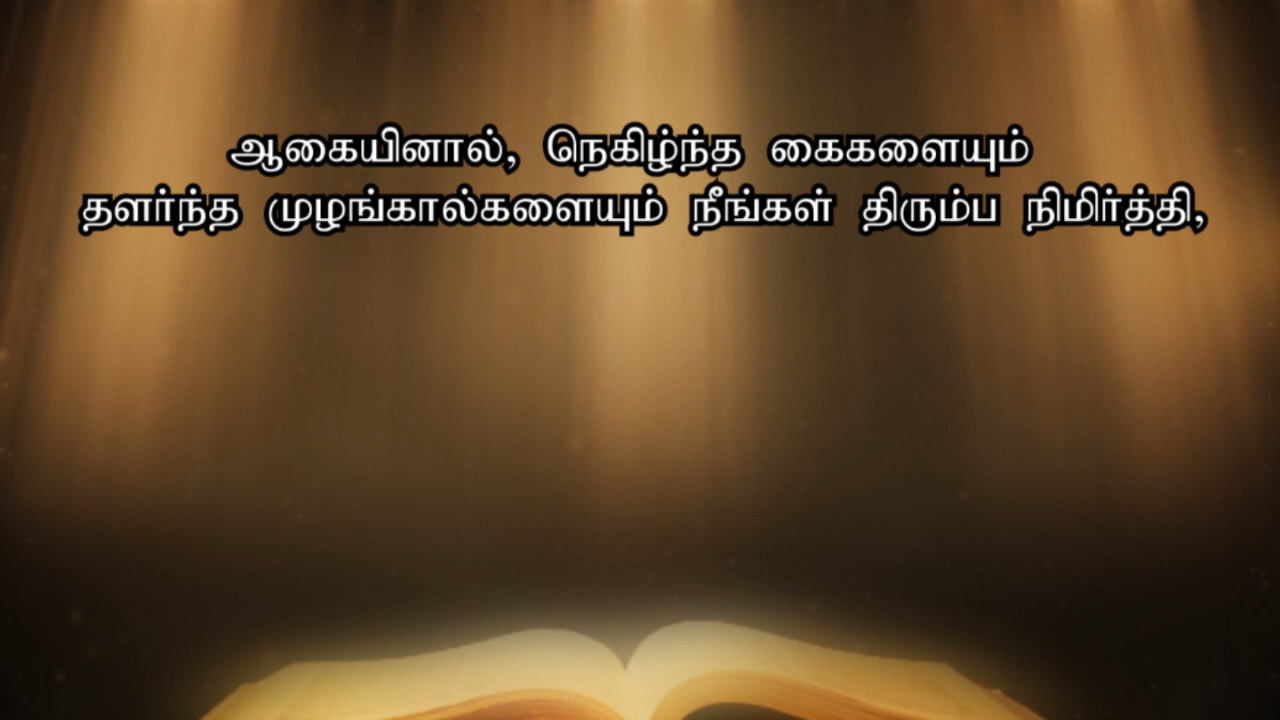 ஆகையினால், நெகிழ்ந்த கைகளையும்
தளர்ந்த முழங்கால்களையும் நீங்கள் திரும்ப நிமிர்த்தி,